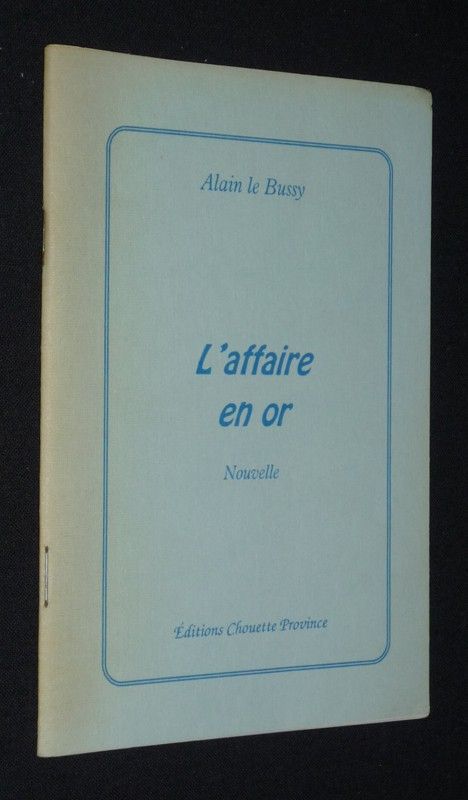 Alain le Bussy
L'affaire
en or
Nouvelle
Éditions Chouette Province